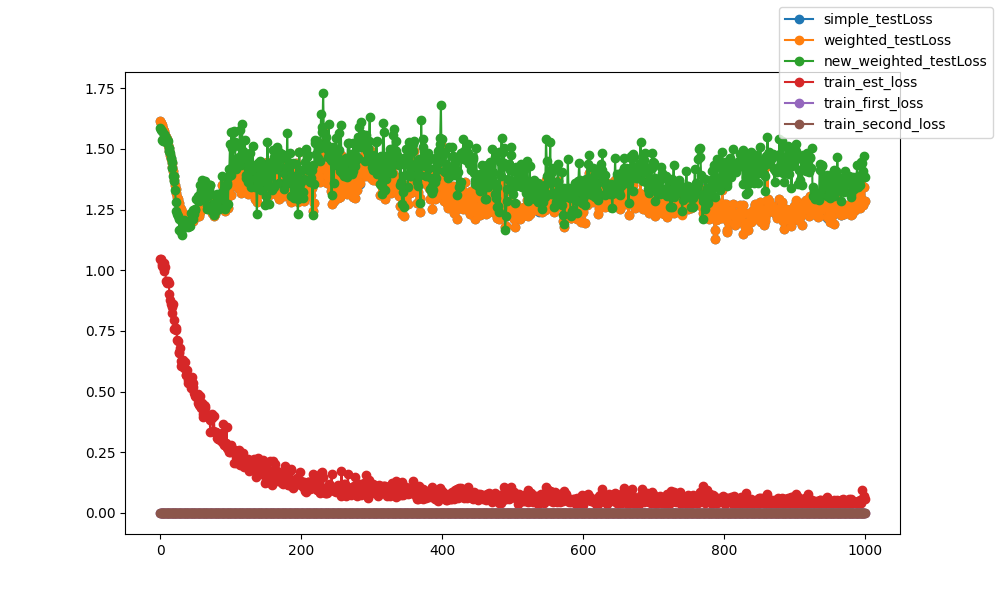 simple_testLoss
weighted_testLoss
new_weighted_testLoss
train_est_loss
train_first_loss
train_second_loss
1.75
1.50
1.25
1.00
0.75
0.50
0.25
0.00
0 200 400 600 800 1000